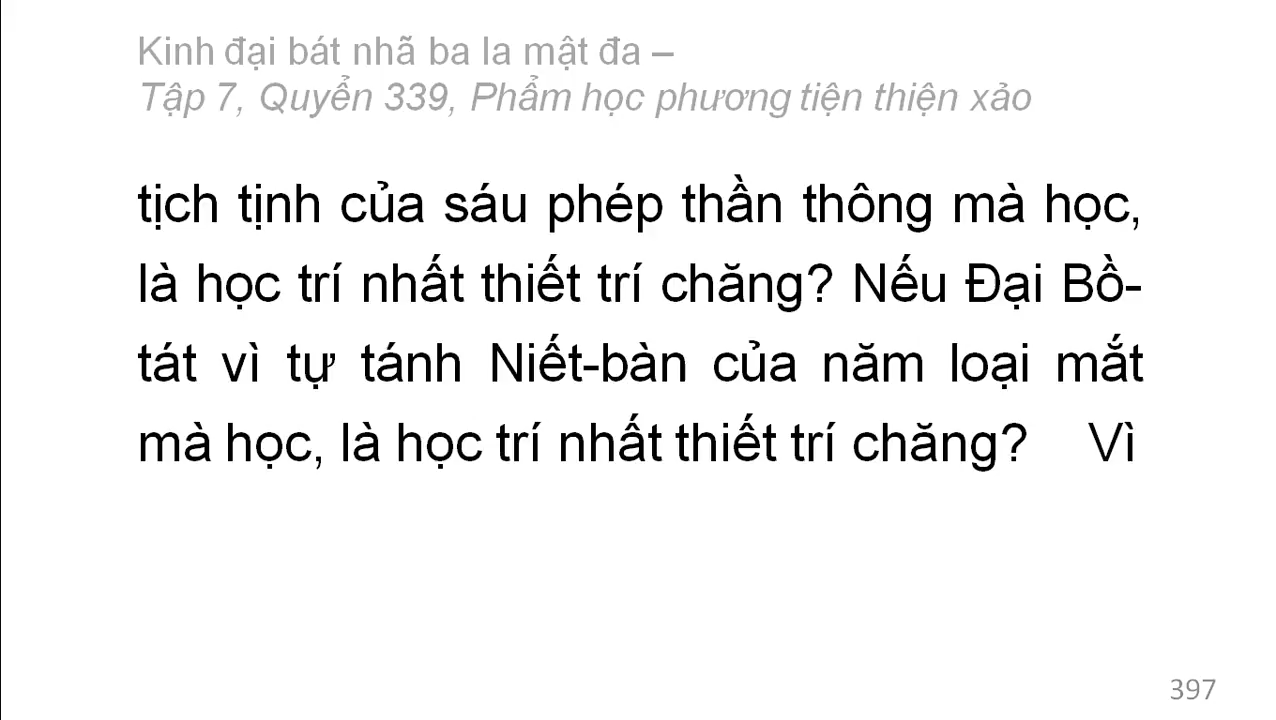 Kinh đại bát nhã ba la mật đa –
Tập 7, Quyển 339, Phẩm học phương tiện thiện xảo
tịch tịnh của sáu phép thần thông mà học,
là học trí nhất thiết trí chăng? Nếu Đại Bồ-
tát vì tự tánh Niết-bàn của năm loại mắt
mà học, là học trí nhất thiết trí chăng? Vì
397